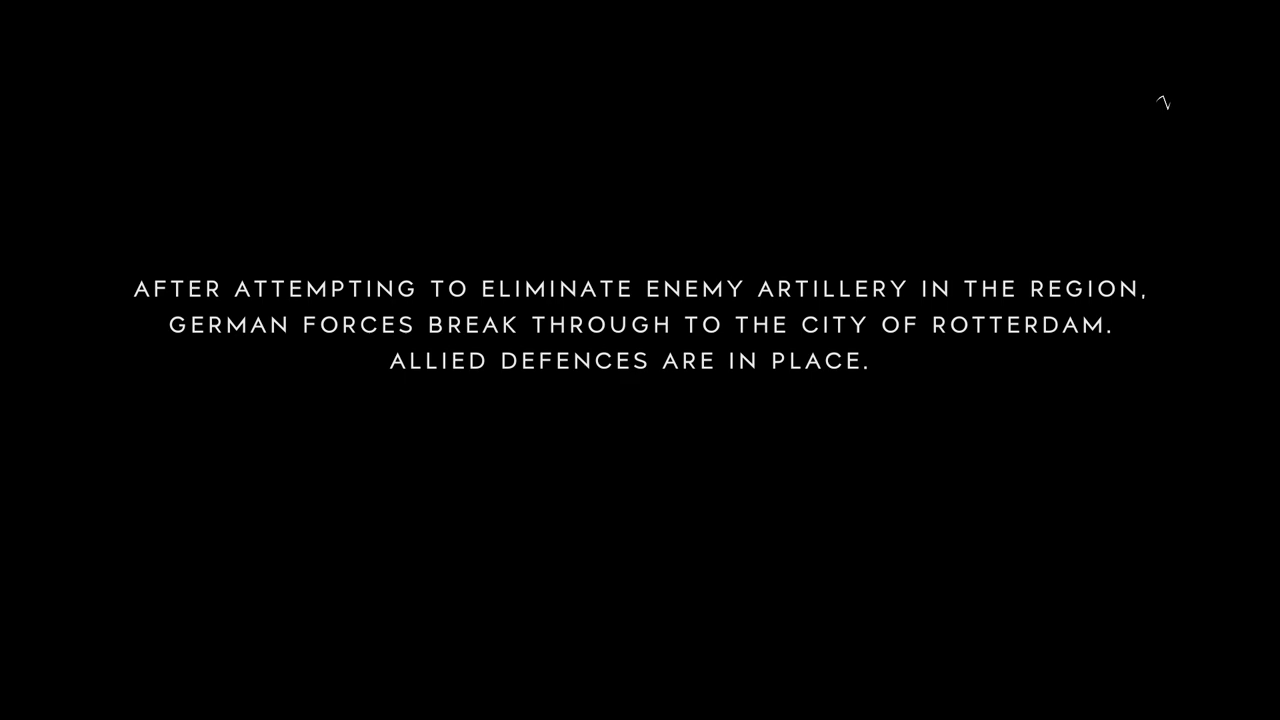 AFTER ATTEMPTING TO ELIMINATE ENEMY ARTILLERY IN THE REGION,
GERMAN FORCES BREAK THROUGH TO THE CITY OF ROTTERDAM.
ALLIED DEFENCES ARE IN PLACE.